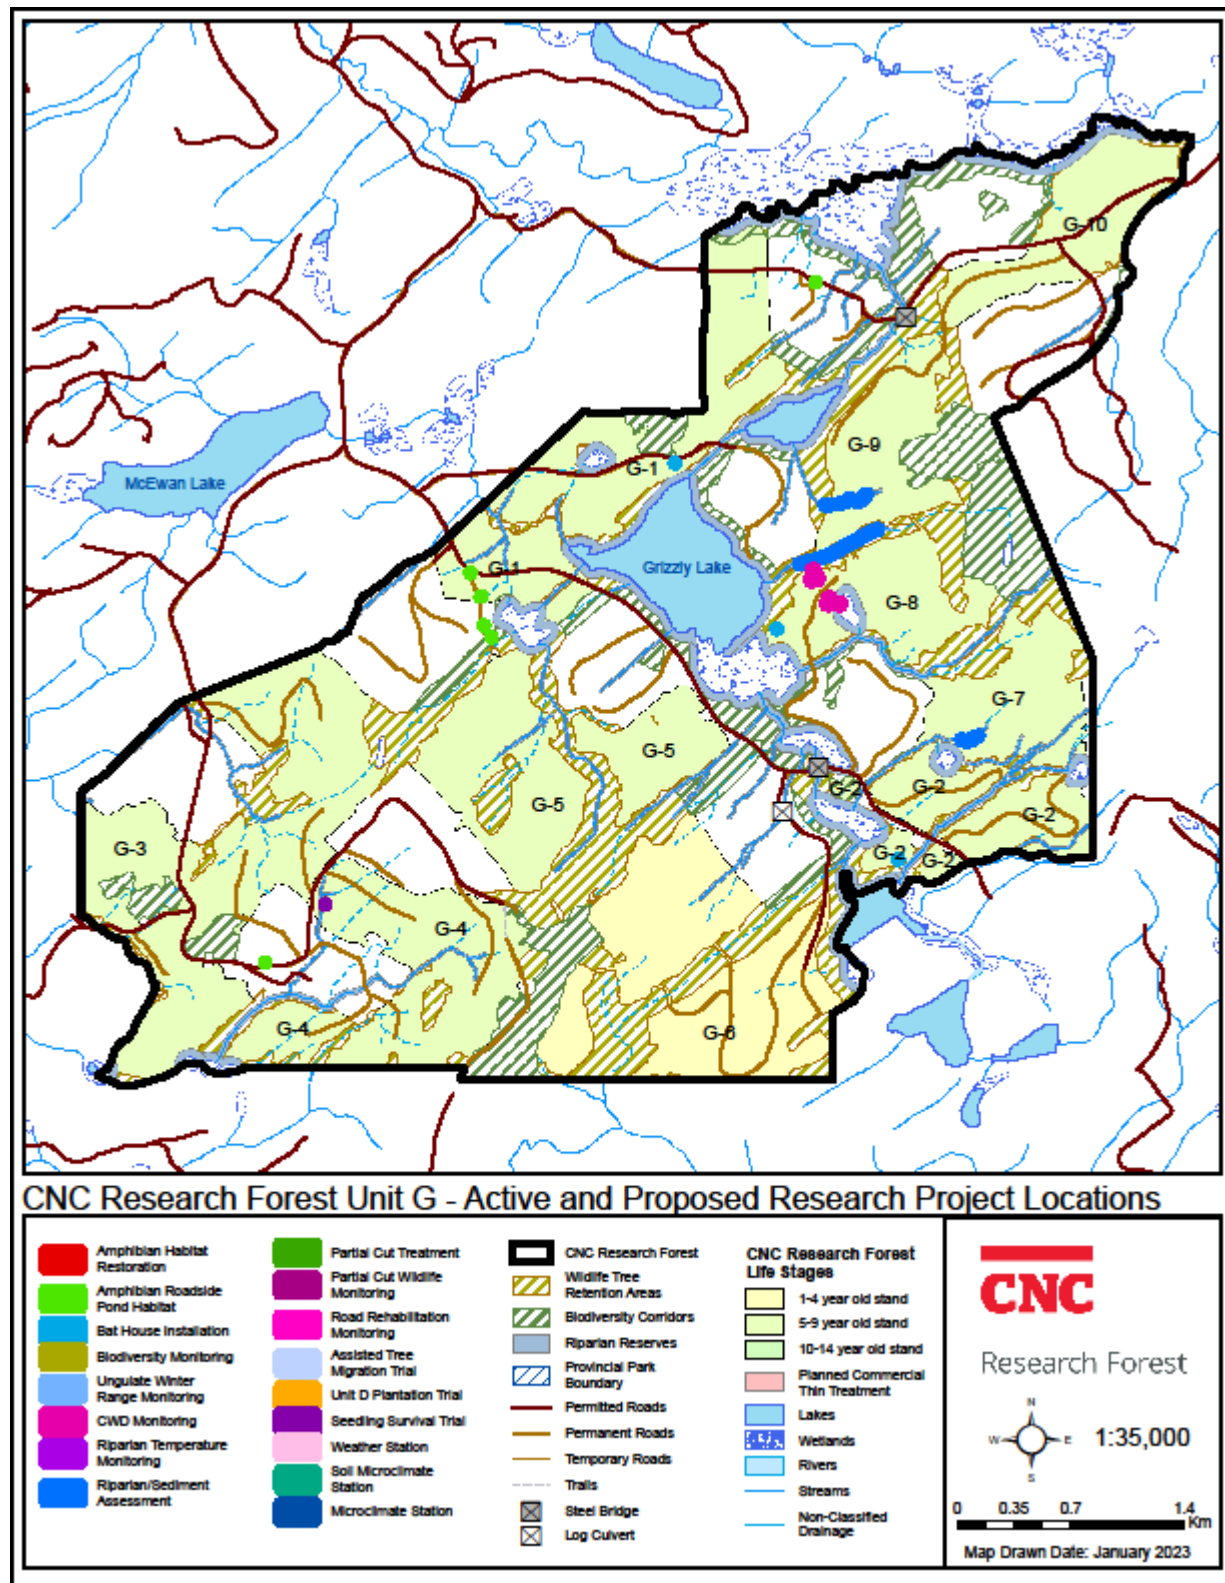 G-10
G-9
G-1
McEwan Lake
Grizzly Lake
G-1
G-8
G-7
G-5
G-2
G-2
G-5
G-2
G-3
G-2
G-2
G-4
G-4
G-6
CNC Research Forest Unit G - Active and Proposed Research Project Locations
Amphibian Habitat
Restoration
Amphibian Roadside
Pond Habitat
Bat House Installation
Biodiversity Monitoring
Ungulate Winter
Range Monitoring
CWD Monitoring
Riparian Temperature
Monitoring
Riparian/Sediment
Assessment
Partial Cut Treatment
Partial Cut Wildlife
Monitoring
Road Rehabilitation
Monitoring
Assisted Tree
Migration Trial
Unit D Plantation Trial
Seedling Survival Trial
Weather Station
Soil Microclimate
Station
Microclimate Station
CNC Research Forest
Wildlife Tree
Retention Areas
Biodiversity Corridors
Riparian Reserves
Provincial Park
Boundary
Permitted Roads
Permanent Roads
Temporary Roads
Trails
Steel Bridge
Log Culvert
CNC Research Forest
Life Stages
1-4 year old stand
5-9 year old stand
10-14 year old stand
Planned Commercial
Thin Treatment
Lakes
Wetlands
Rivers
Streams
Non-Classified
Drainage
CNC
Research Forest
N
W E
S
1:35,000
0 0.35 0.7 1.4
Km
Map Drawn Date: January 2023